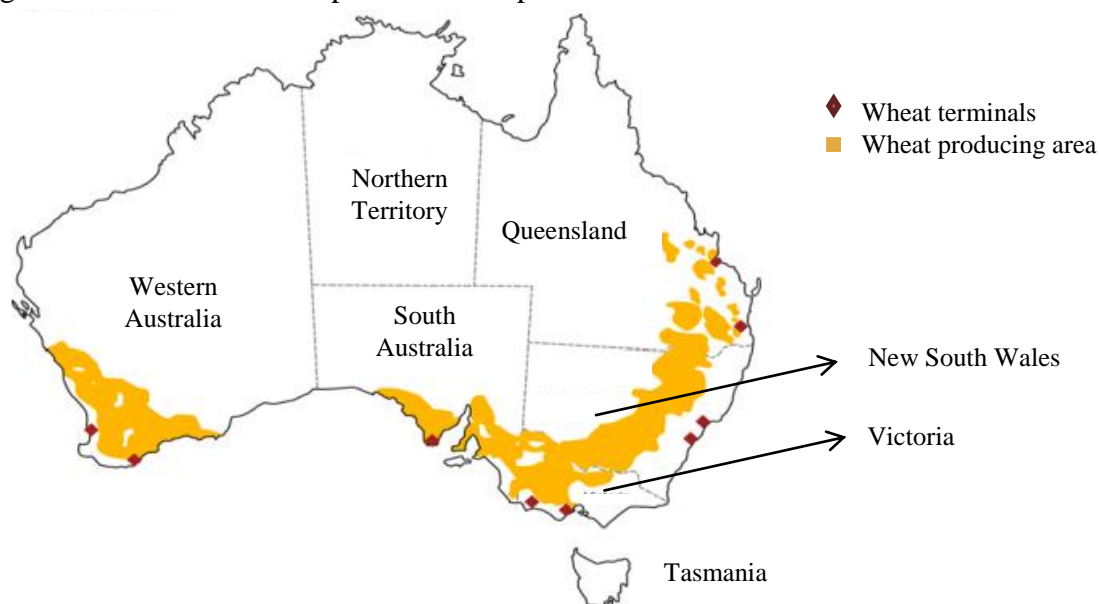 Wheat terminals
Wheat producing area
Northern
Territory
Queensland
Western
Australia
South
Australia
New South Wales
Victoria
Tasmania